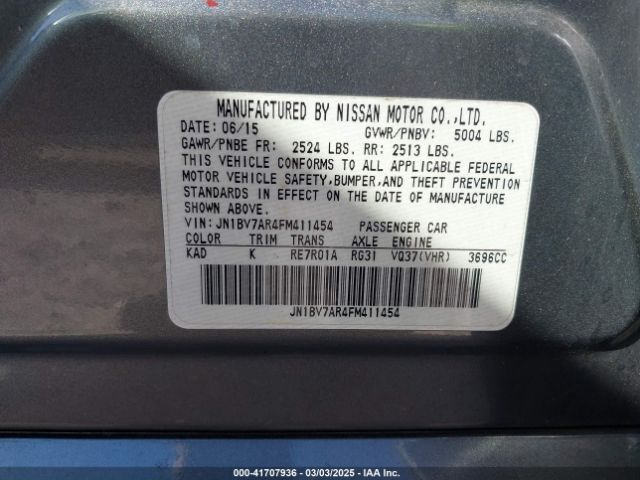 MANUFACTURED BY NISSAN MOTOR CO.,LTD.
DATE: 06/15 GVWR/PNBV: 5004 LBS.
GAWR/PNBE FR: 2524 LBS. RR: 2513 LBS.
THIS VEHICLE CONFORMS TO ALL APPLICABLE FEDERAL
MOTOR VEHICLE SAFETY,BUMPER,AND THEFT PREVENTION
STANDARDS IN EFFECT ON THE DATE OF MANUFACTURE
SHOWN ABOVE.
VIN: JN1BV7AR4FM411454 PASSENGER CAR
COLOR TRIM TRANS AXLE ENGINE
KAD K RE7R01A RG31 VQ37(VHR) 3696CC
JN1BV7AR4FM411454
000-41707936 - 03/03/2025 - IAA Inc.